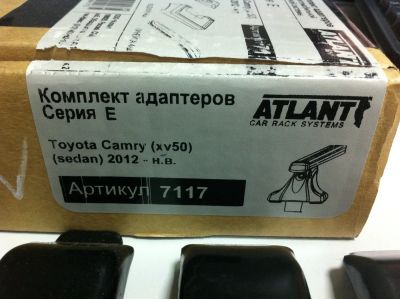 Комплект адаптеров
Серия Е
ATLANT
CAR RACK SYSTEMS
Toyota Camry (xv50)
(sedan) 2012 - н.в.
Артикул 7117